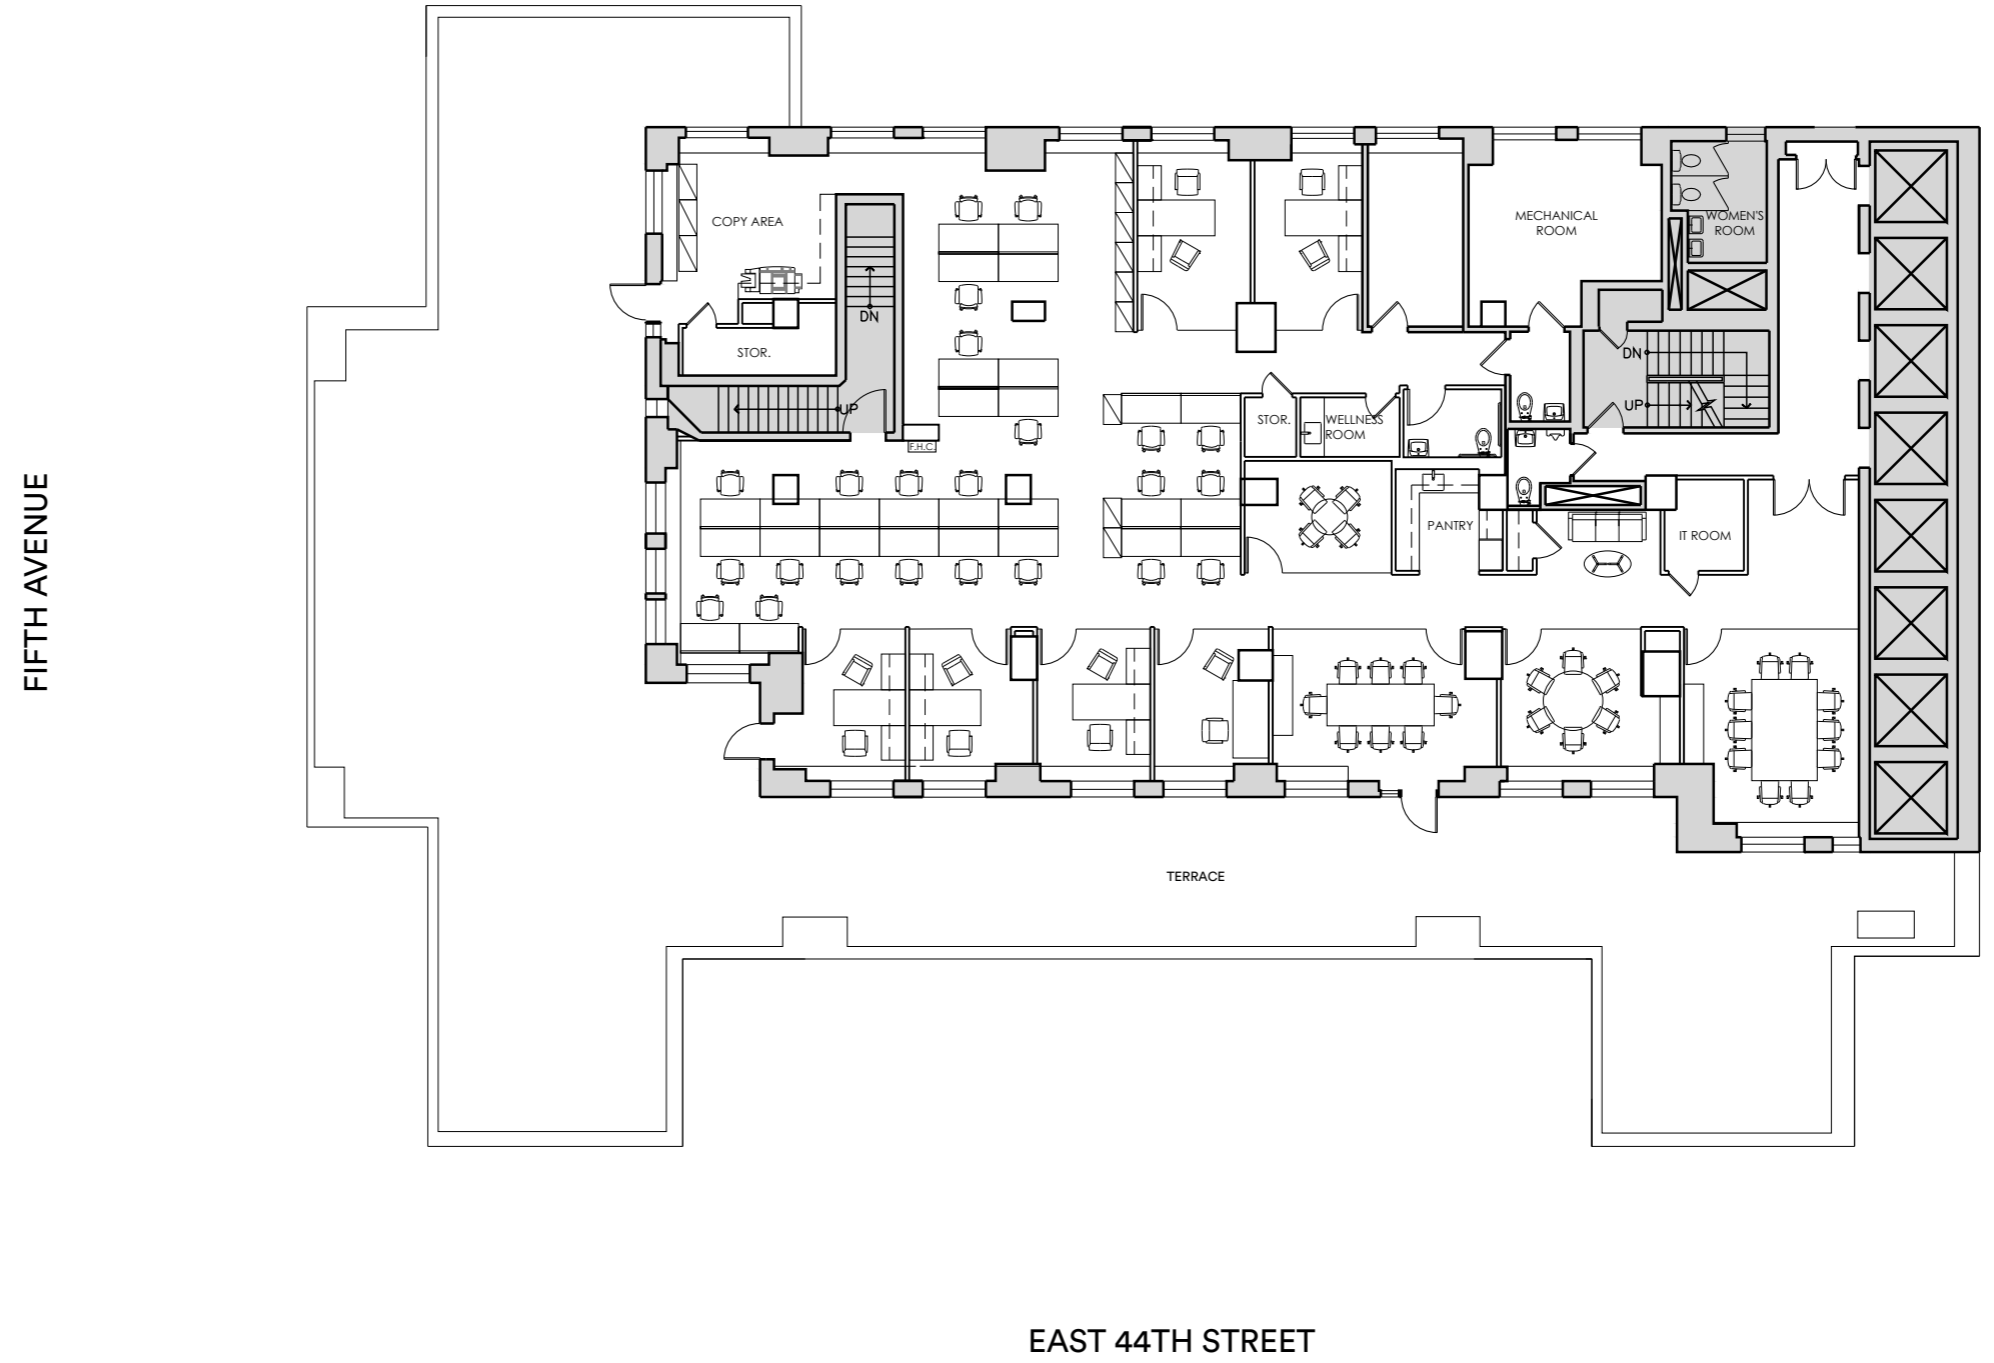 COPY AREA
MECHANICAL
ROOM
WOMEN'S
ROOM
DN
STOR.
DN
UP
UP
STOR.
WELLNESS
ROOM
F.H.C.
PANTRY
IT ROOM
FIFTH AVENUE
TERRACE
EAST 44TH STREET